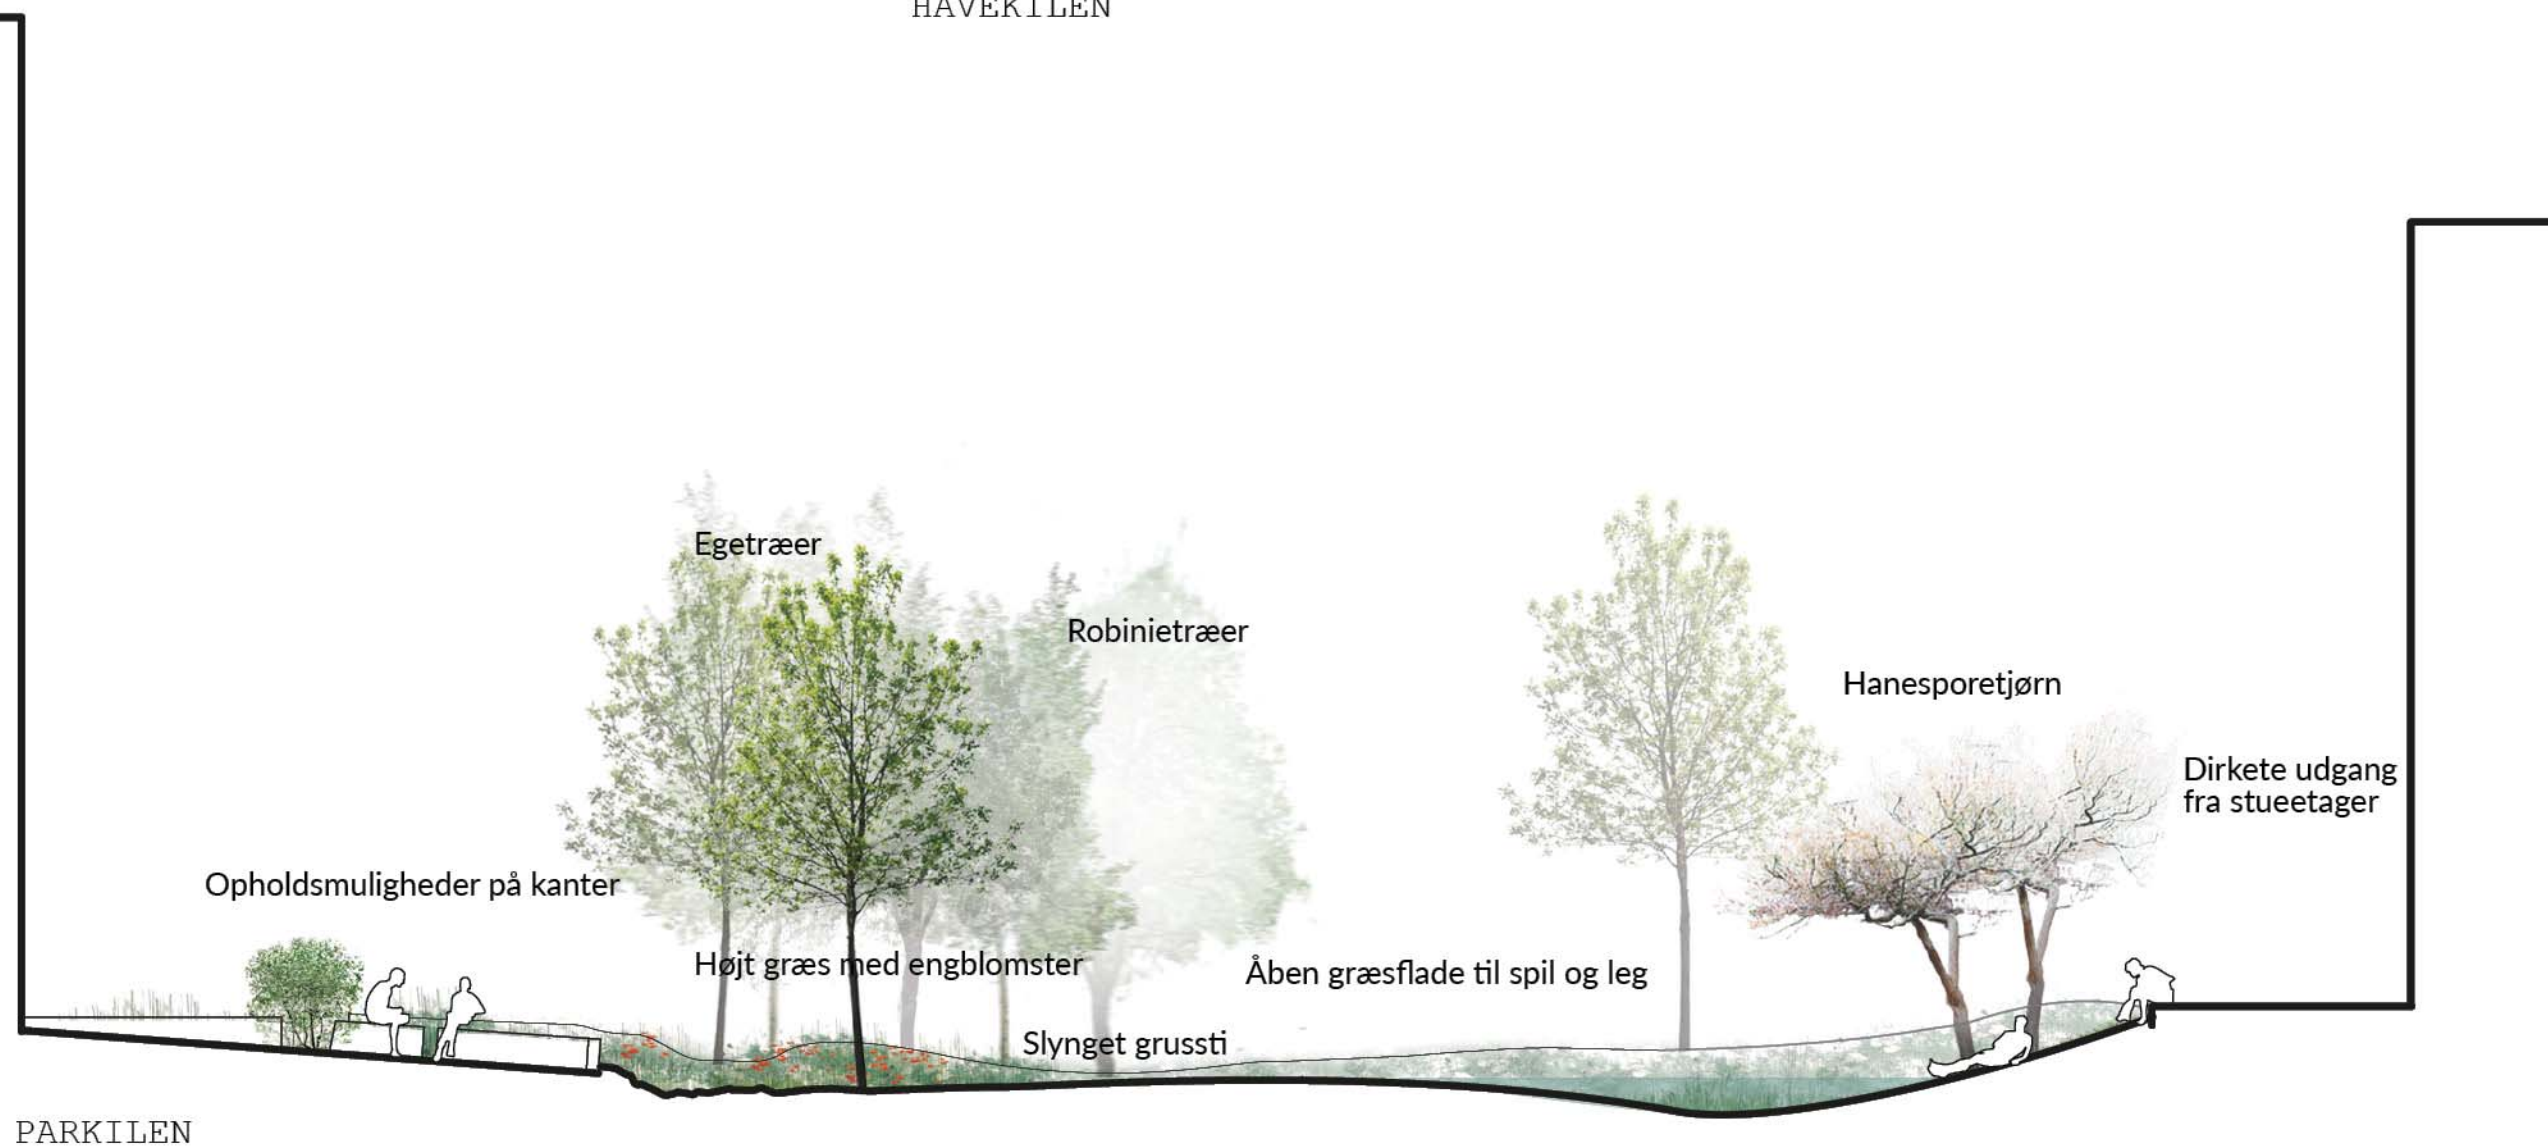 HAVEKILEN
Egetræer
Robinietræer
Hanesporetjørn
Dirkete udgang
fra stueetager
Opholdsmuligheder på kanter
Højt græs med engblomster
Åben græsflade til spil og leg
Slynget grussti
PARKILEN